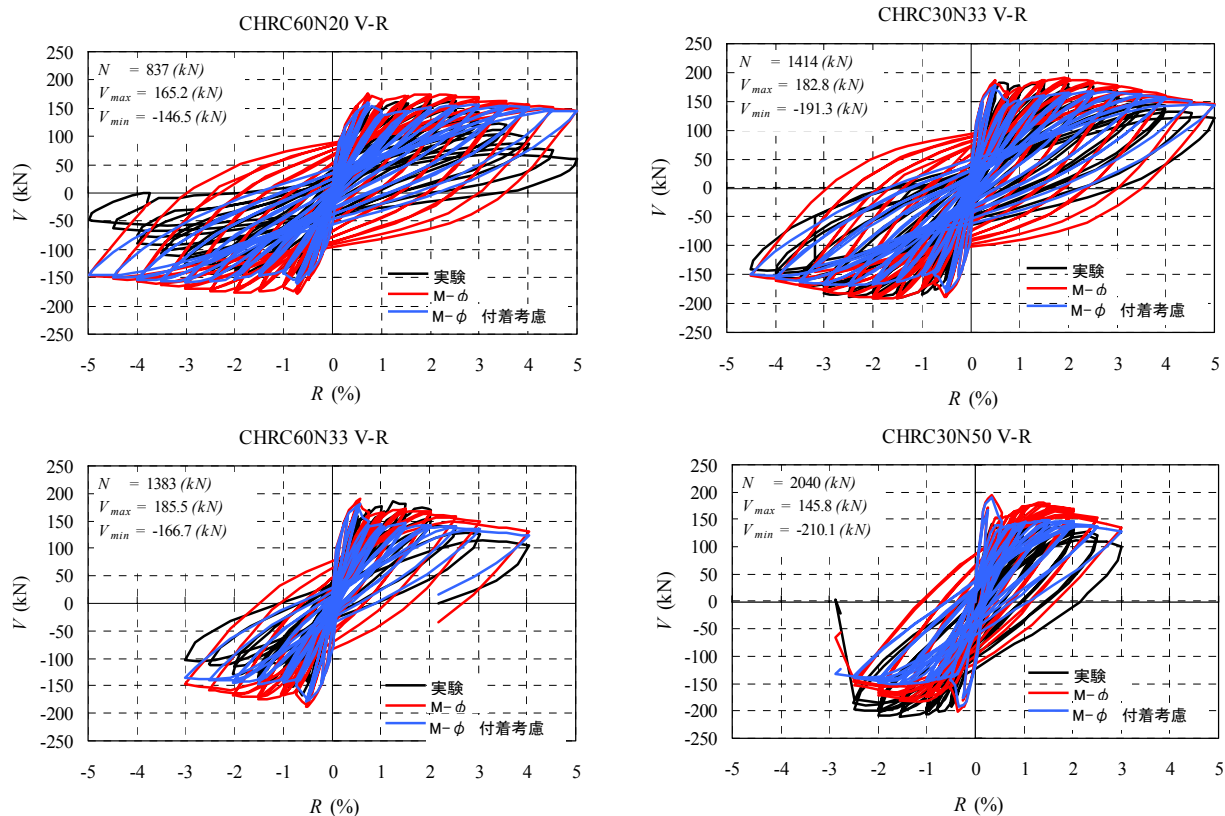 CHRC60N20 V-R
N = 837 (kN)
Vmax = 165.2 (kN)
Vmin = -146.5 (kN)
V (kN)
250
200
150
100
50
0
-50
-100
-150
-200
-250
実験
M-φ
M-φ 付着考慮
-5 -4 -3 -2 -1 0 1 2 3 4 5
R (%)
CHRC30N33 V-R
N = 1414 (kN)
Vmax = 182.8 (kN)
Vmin = -191.3 (kN)
V (kN)
250
200
150
100
50
0
-50
-100
-150
-200
-250
実験
M-φ
M-φ 付着考慮
-5 -4 -3 -2 -1 0 1 2 3 4 5
R (%)
CHRC60N33 V-R
N = 1383 (kN)
Vmax = 185.5 (kN)
Vmin = -166.7 (kN)
V (kN)
250
200
150
100
50
0
-50
-100
-150
-200
-250
実験
M-φ
M-φ 付着考慮
-5 -4 -3 -2 -1 0 1 2 3 4 5
R (%)
CHRC30N50 V-R
N = 2040 (kN)
Vmax = 145.8 (kN)
Vmin = -210.1 (kN)
V (kN)
250
200
150
100
50
0
-50
-100
-150
-200
-250
実験
M-φ
M-φ 付着考慮
-5 -4 -3 -2 -1 0 1 2 3 4 5
R (%)